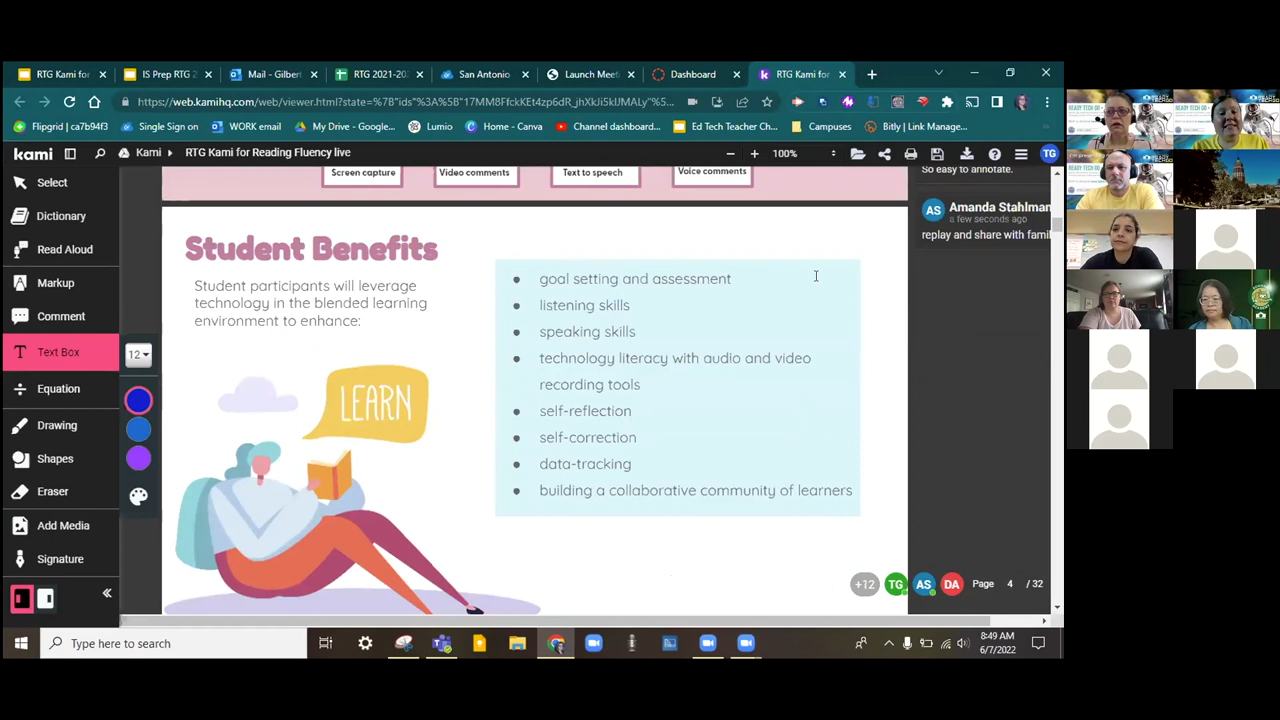 RTG Kami for
IS Prep RTG 2
Mail - Gilbert
RTG 2021-202
San Antonio
Launch Meeti
Dashboard
RTG Kami for
Flipgrid | ca7b94f3
Single Sign on
WORK email
My Drive - Google...
Lumio
Home - Canva
Channel dashboard...
Ed Tech Teacher Ch...
Campuses
Bitly | Link Manage...
kami
Kami
RTG Kami for Reading Fluency live
100%
TG
Select
Dictionary
Read Aloud
Markup
Comment
Text Box
Equation
Drawing
Shapes
Eraser
Add Media
Signature
12
Screen capture
Video comments
Text to speech
Voice comments
So easy to annotate.
AS
Amanda Stahlman
a few seconds ago
replay and share with famil
Student Benefits
Student participants will leverage
technology in the blended learning
environment to enhance:
LEARN
goal setting and assessment
listening skills
speaking skills
technology literacy with audio and video
recording tools
self-reflection
self-correction
data-tracking
building a collaborative community of learners
+12
TG
AS
DA
Page 4 / 32
Type here to search
8:49 AM
6/7/2022